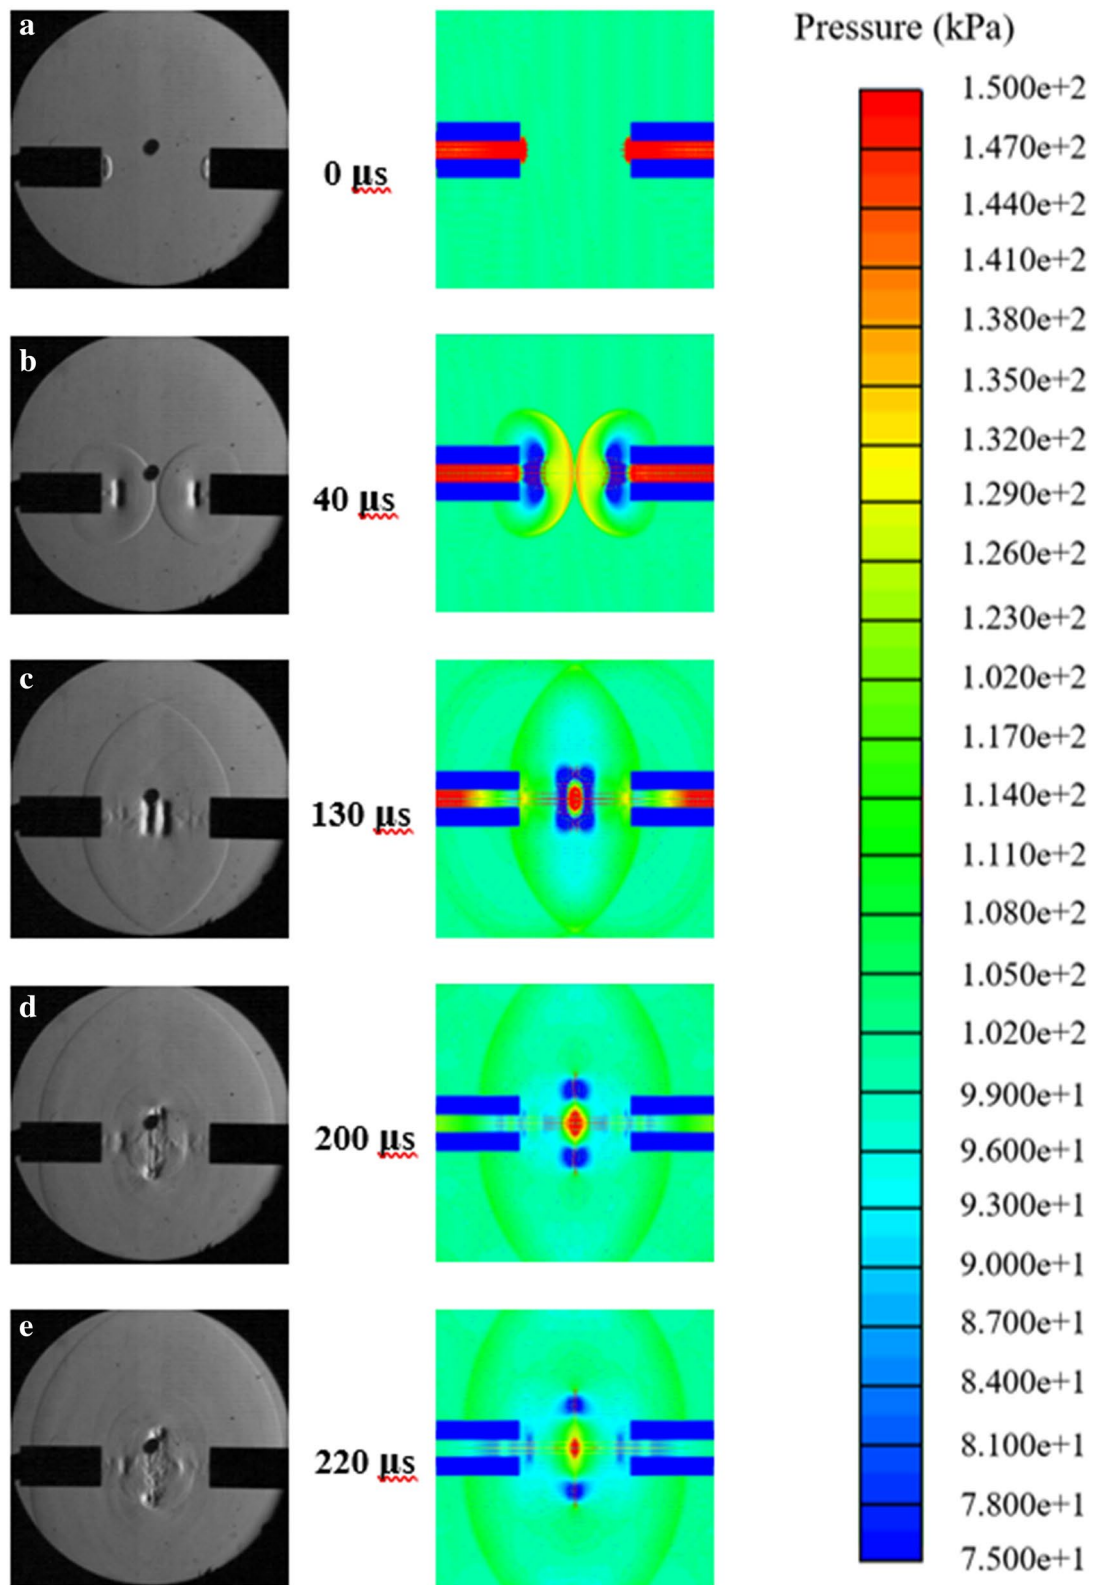 a
0 μs
b
40 μs
c
130 μs
d
200 μs
e
220 μs
Pressure (kPa)
1.500e+2
1.470e+2
1.440e+2
1.410e+2
1.380e+2
1.350e+2
1.320e+2
1.290e+2
1.260e+2
1.230e+2
1.020e+2
1.170e+2
1.140e+2
1.110e+2
1.080e+2
1.050e+2
1.020e+2
9.900e+1
9.600e+1
9.300e+1
9.000e+1
8.700e+1
8.400e+1
8.100e+1
7.800e+1
7.500e+1